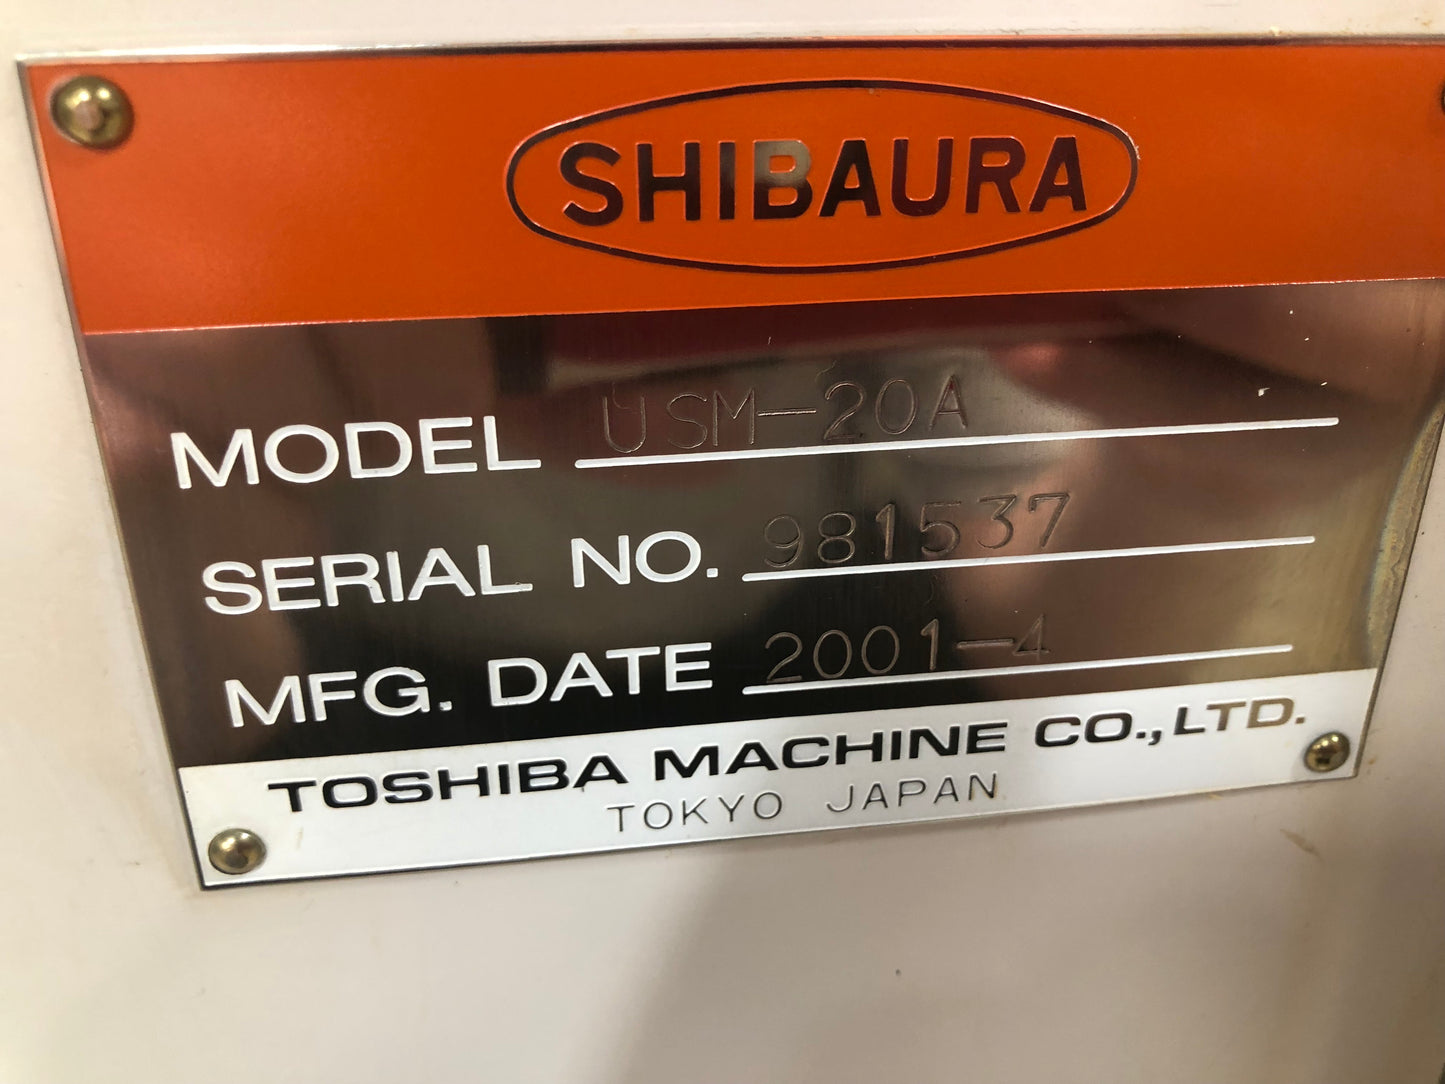 SHIBAURA
MODEL USM-20A
SERIAL NO. 981537
MFG. DATE 2001-4
TOSHIBA MACHINE CO., LTD.
TOKYO JAPAN